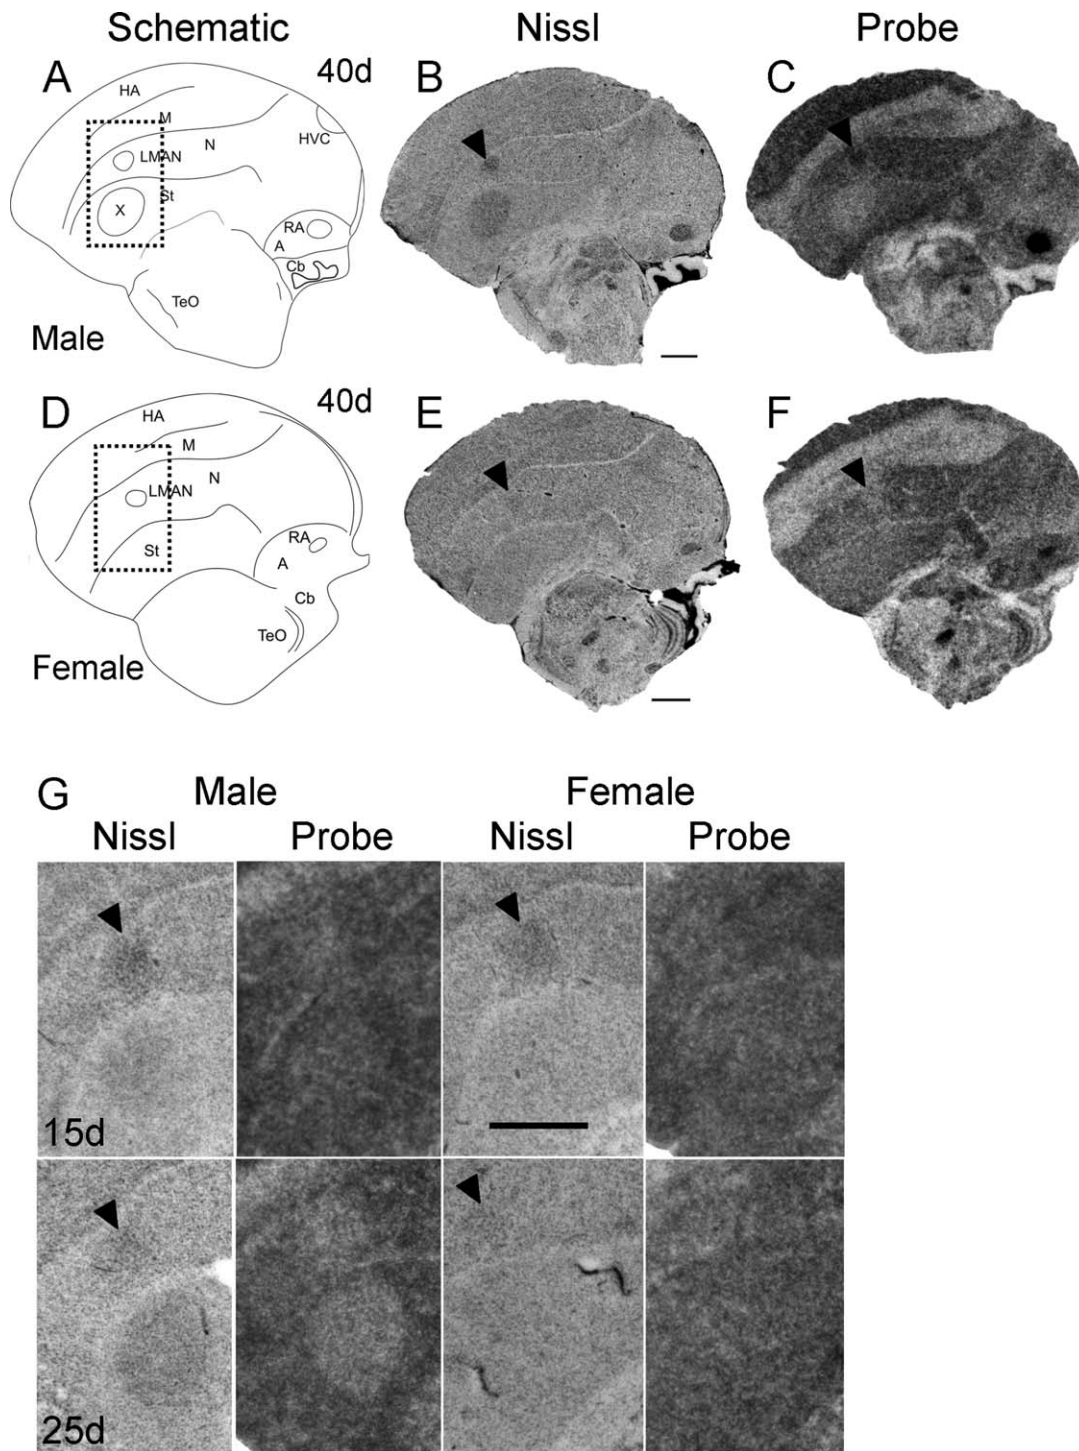 Schematic Nissl Probe
A 40d B C
HA
M
N
HVC
LMAN
St
X
RA
A
Cb
TeO
Male
D 40d E F
HA
M
N
LMAN
RA
St
A
Cb
TeO
Female
G Male Female
Nissl Probe Nissl Probe
15d
25d